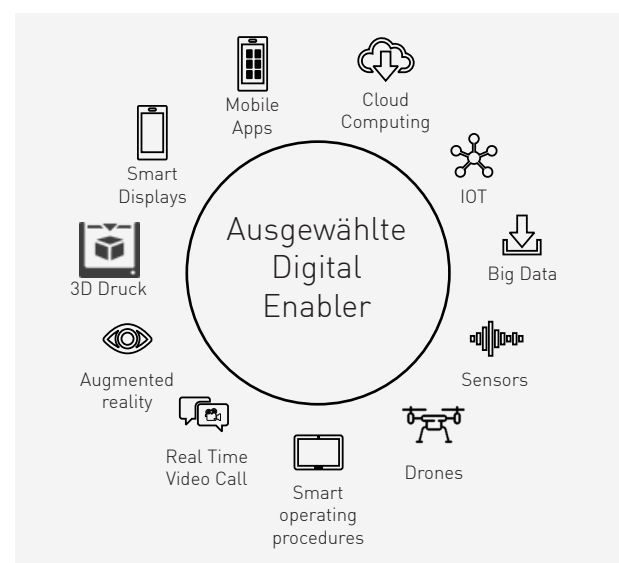 Mobile
Apps
Cloud
Computing
Smart
Displays
IOT
Ausgewählte
Digital
Enabler
3D Druck
Big Data
Augmented
reality
Sensors
Real Time
Video Call
Drones
Smart
operating
procedures